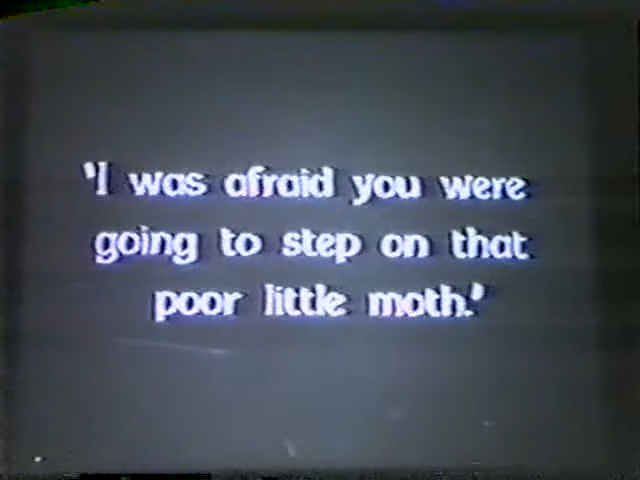 'I was afraid you were
going to step on that
poor little moth.'